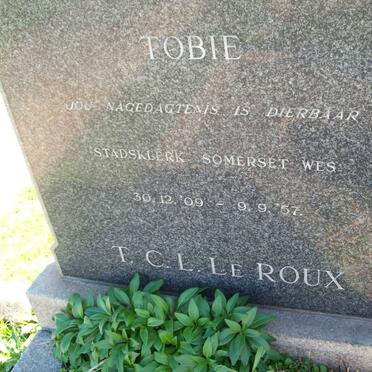 TOBIE
JOU NAGEDAGTENIS IS DIERBAAR
STADSKLERK SOMERSET WES
30.12.'09 – 9.9.'57.
T.C.L. LE ROUX